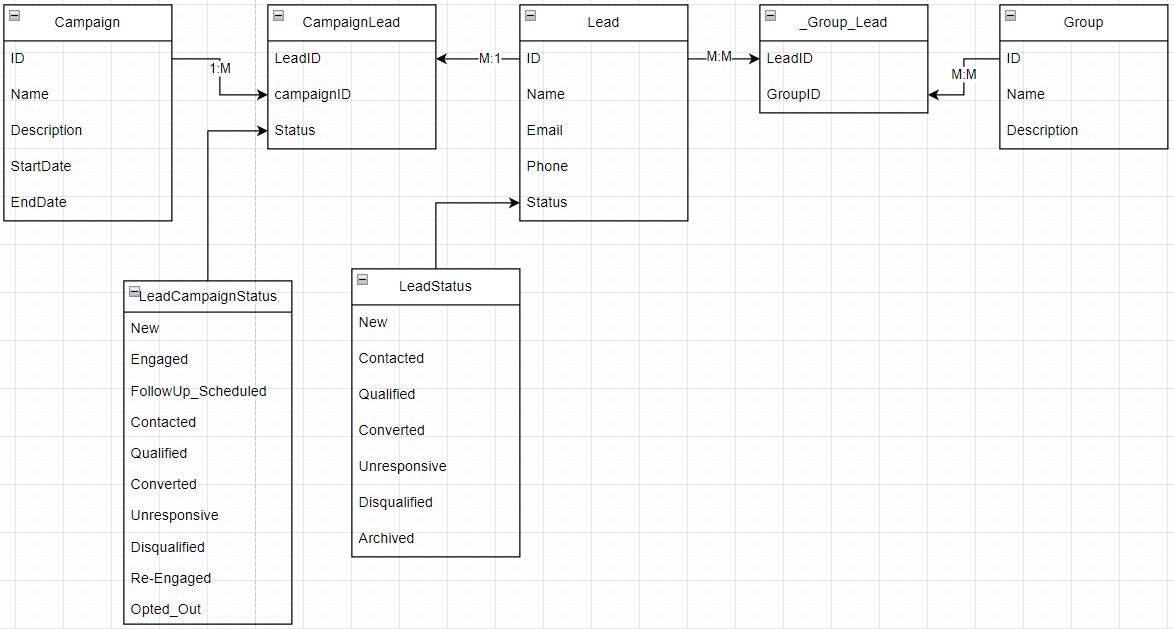 Campaign
ID
Name
Description
StartDate
EndDate
1:M
CampaignLead
LeadID
campaignID
Status
M:1
Lead
ID
Name
Email
Phone
Status
M:M
_Group_Lead
LeadID
GroupID
M:M
Group
ID
Name
Description
LeadCampaignStatus
New
Engaged
FollowUp_Scheduled
Contacted
Qualified
Converted
Unresponsive
Disqualified
Re-Engaged
Opted_Out
LeadStatus
New
Contacted
Qualified
Converted
Unresponsive
Disqualified
Archived